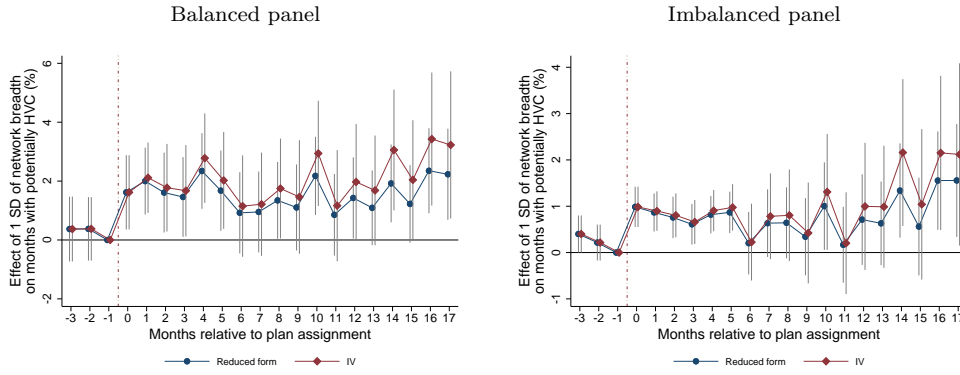 Balanced panel
Effect of 1 SD of network breadth
on months with potentially HVC (%)
6
4
2
0
-2
-3 -2 -1 0 1 2 3 4 5 6 7 8 9 10 11 12 13 14 15 16 17
Months relative to plan assignment
Reduced form IV
Imbalanced panel
Effect of 1 SD of network breadth
on months with potentially HVC (%)
4
3
2
1
0
-1
-3 -2 -1 0 1 2 3 4 5 6 7 8 9 10 11 12 13 14 15 16 17
Months relative to plan assignment
Reduced form IV